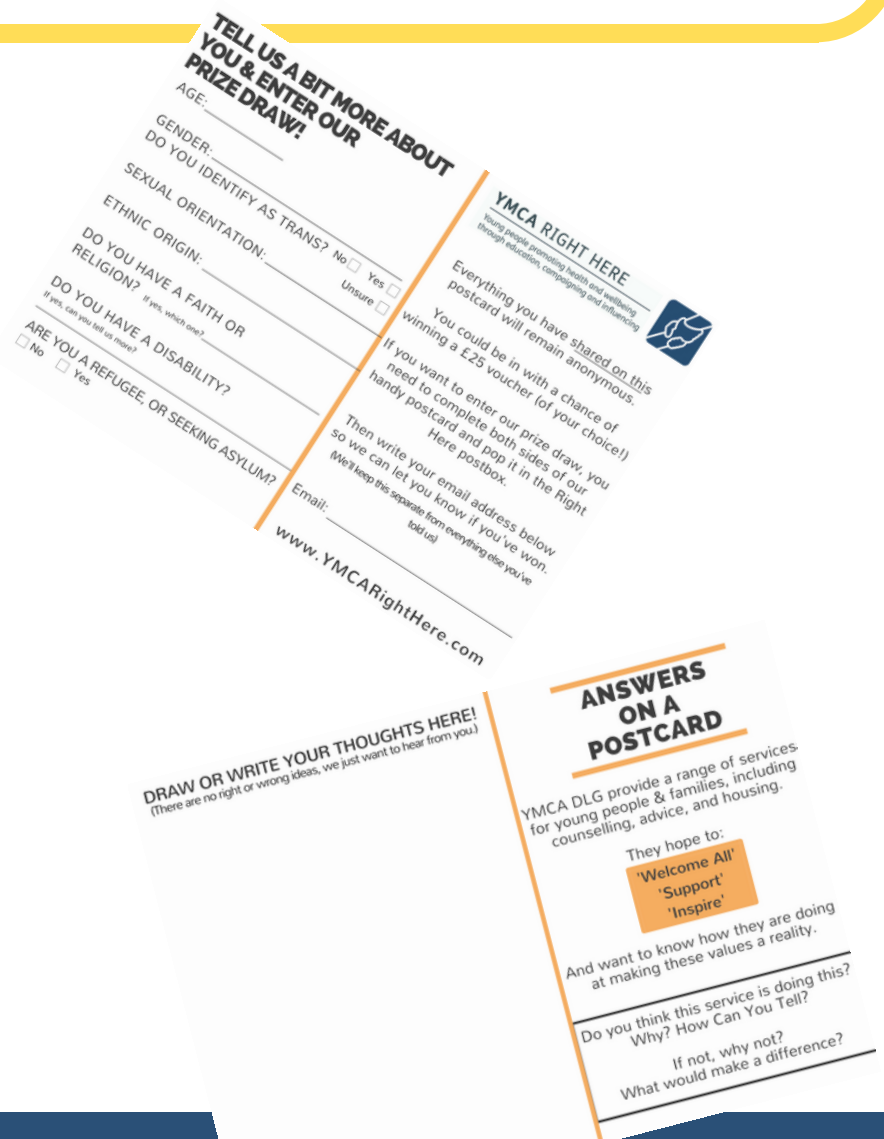 TELL US A BIT MORE ABOUT
YOU & ENTER OUR
PRIZE DRAW!
AGE:
GENDER:
DO YOU IDENTIFY AS TRANS? No Yes
Unsure
SEXUAL ORIENTATION:
ETHNIC ORIGIN:
DO YOU HAVE A FAITH OR
RELIGION? If yes, which one?
DO YOU HAVE A DISABILITY?
If yes, can you tell us more?
ARE YOU A REFUGEE, OR SEEKING ASYLUM?
No Yes
YMCA RIGHT HERE
Young people promoting health and wellbeing
through education, campaigning and influencing
Everything you have shared on this
postcard will remain anonymous.
You could be in with a chance of
winning a £25 voucher (of your choice!)
If you want to enter our prize draw, you
need to complete both sides of our
handy postcard and pop it in the Right
Here postbox.
Then write your email address below
so we can let you know if you've won.
(We'll keep this separate from everything else you've
told us)
Email:
www.YMCARightHere.com
DRAW OR WRITE YOUR THOUGHTS HERE!
(There are no right or wrong ideas, we just want to hear from you.)
ANSWERS
ON A
POSTCARD
YMCA DLG provide a range of services
for young people & families, including
counselling, advice, and housing.
They hope to:
'Welcome All'
'Support'
'Inspire'
And want to know how they are doing
at making these values a reality.
Do you think this service is doing this?
Why? How Can You Tell?
If not, why not?
What would make a difference?